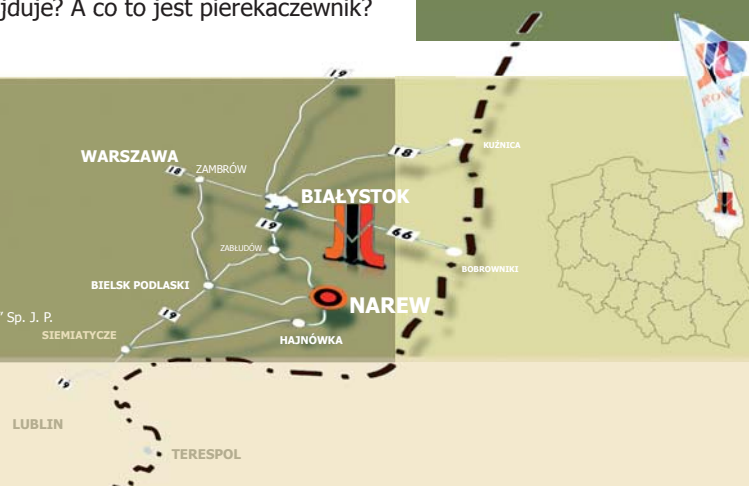 jduje? A co to jest pierekaczewnik?
19
WARSZAWA
18
ZAMBRÓW
18
KUŹNICA
BIAŁYSTOK
19
66
ZABŁUDÓW
BOBROWNIKI
BIELSK PODLASKI
NAREW
" Sp. J. P.
19
SIEMIATYCZE
HAJNÓWKA
19
LUBLIN
TERESPOL